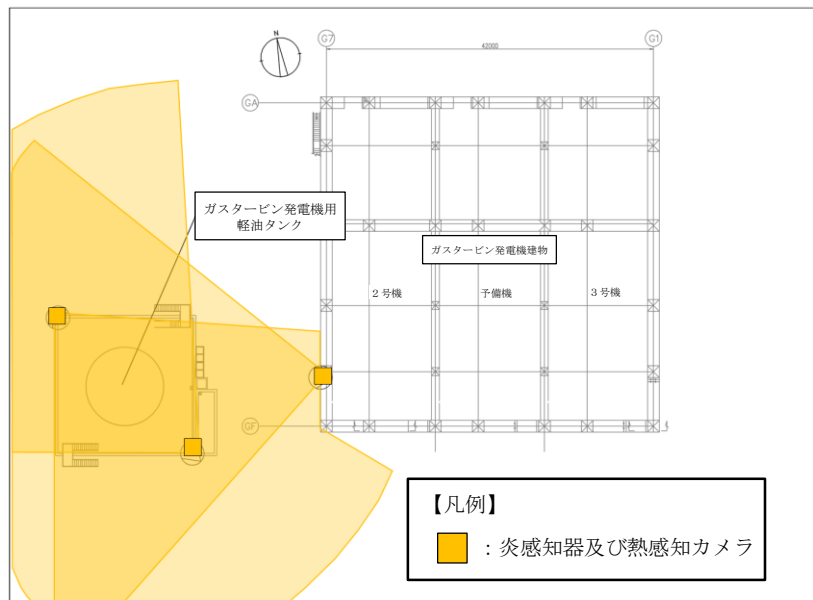 N
G7
42000
G1
GA
ガスタービン発電機用
軽油タンク
ガスタービン発電機建物
2号機
予備機
3号機
GF
【凡例】
：炎感知器及び熱感知カメラ